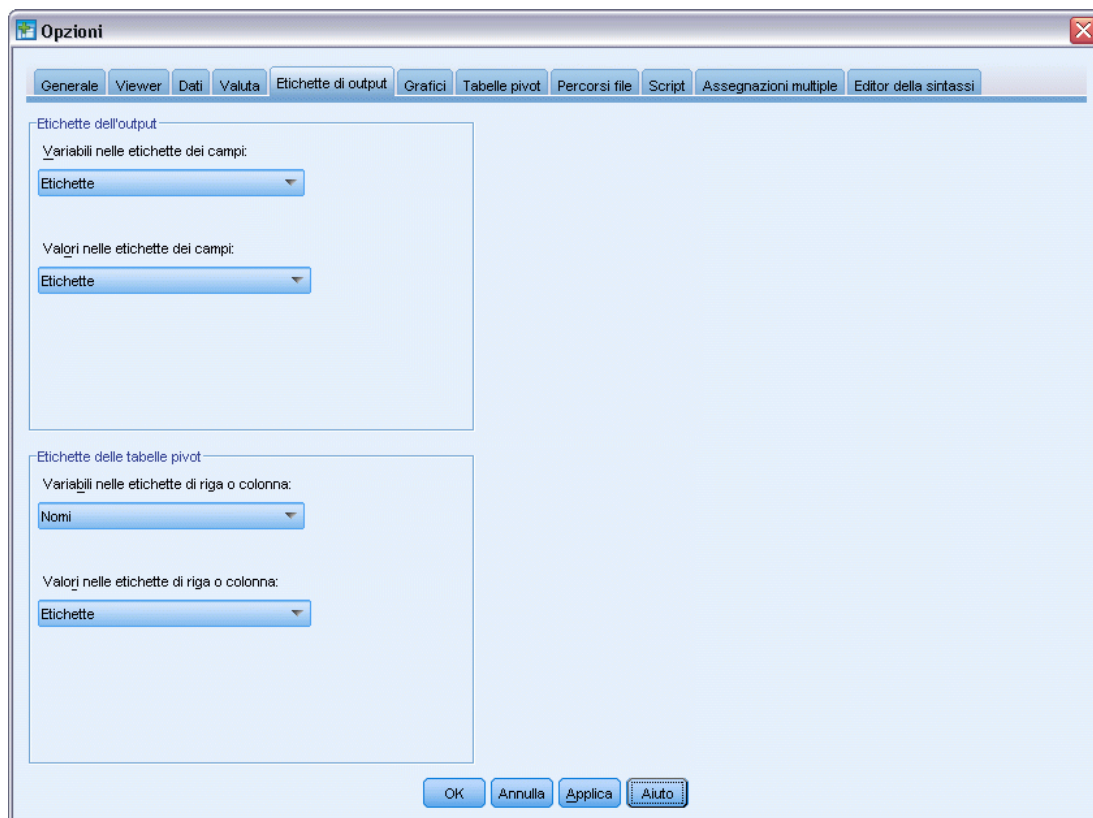 Opzioni
Generale Viewer Dati Valuta Etichette di output Grafici Tabelle pivot Percorsi file Script Assegnazioni multiple Editor della sintassi
Etichette dell'output
Variabili nelle etichette dei campi:
Etichette
Valori nelle etichette dei campi:
Etichette
Etichette delle tabelle pivot
Variabili nelle etichette di riga o colonna:
Nomi
Valori nelle etichette di riga o colonna:
Etichette
OK Annulla Applica Aiuto